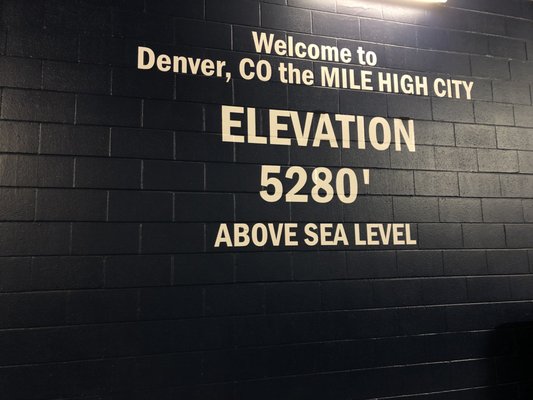 Welcome to
Denver, CO the MILE HIGH CITY
ELEVATION
5280'
ABOVE SEA LEVEL